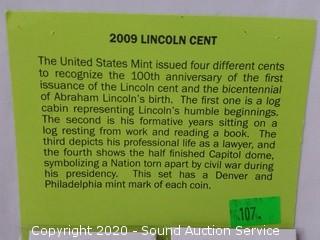 2009 LINCOLN CENT
The United States Mint issued four different cents
to recognize the 100th anniversary of the first
issuance of the Lincoln cent and the bicentennial
of Abraham Lincoln's birth. The first one is a log
cabin representing Lincoln's humble beginnings.
The second is his formative years sitting on a
log resting from work and reading a book. The
third depicts his professional life as a lawyer, and
the fourth shows the half finished Capitol dome,
symbolizing a Nation torn apart by civil war during
his presidency. This set has a Denver and
Philadelphia mint mark of each coin.
107
Copyright 2020 - Sound Auction Service